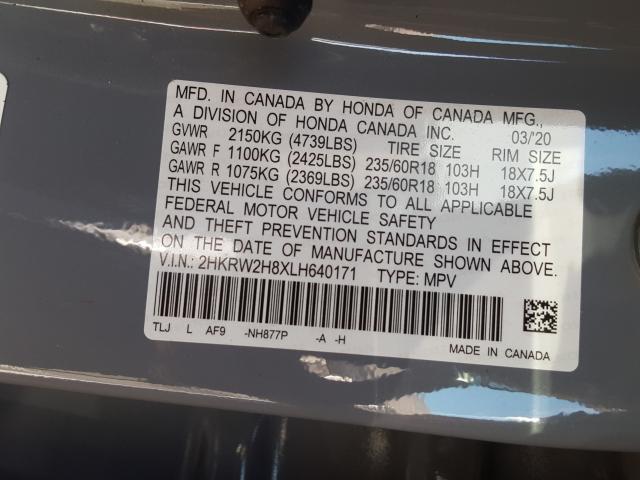 MFD. IN CANADA BY HONDA OF CANADA MFG.,
A DIVISION OF HONDA CANADA INC. 03/'20
GVWR 2150KG (4739LBS) TIRE SIZE RIM SIZE
GAWR F 1100KG (2425LBS) 235/60R18 103H 18X7.5J
GAWR R 1075KG (2369LBS) 235/60R18 103H 18X7.5J
THIS VEHICLE CONFORMS TO ALL APPLICABLE
FEDERAL MOTOR VEHICLE SAFETY
AND THEFT PREVENTION STANDARDS IN EFFECT
ON THE DATE OF MANUFACTURE SHOWN ABOVE.
V.I.N.: 2HKRW2H8XLH640171 TYPE: MPV
TLJ L AF9 -NH877P -A -H
MADE IN CANADA